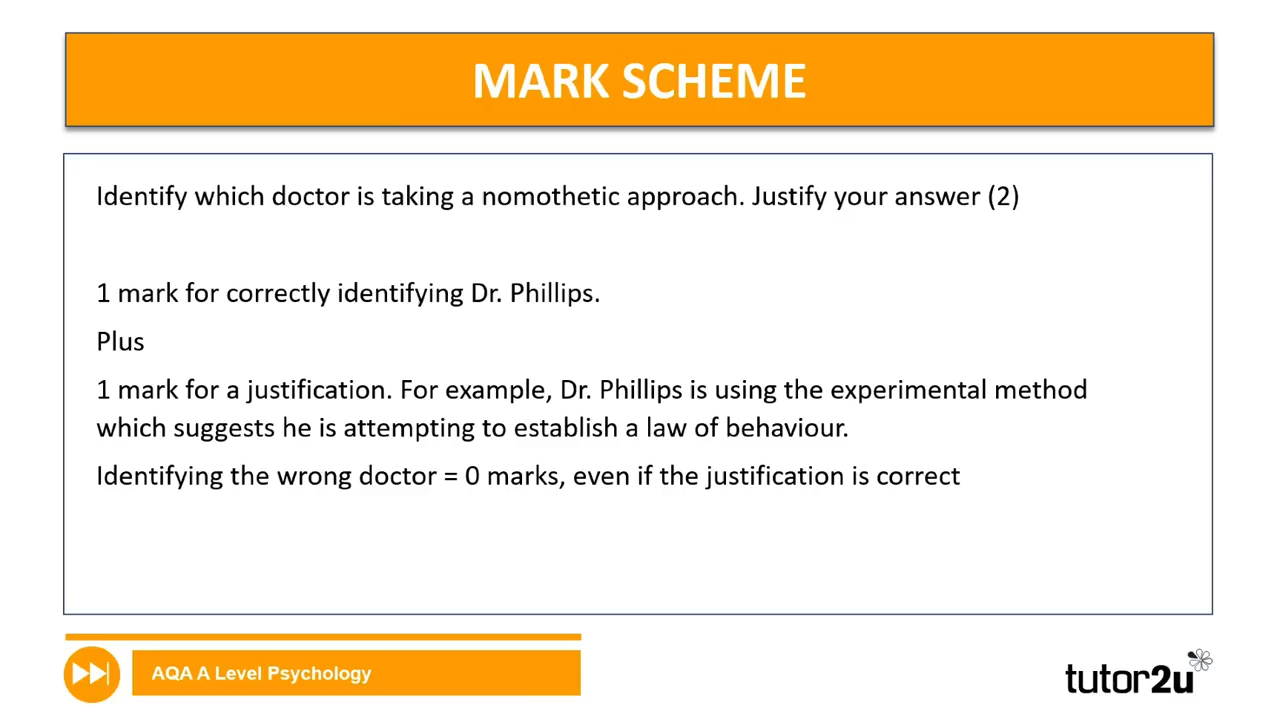 MARK SCHEME
Identify which doctor is taking a nomothetic approach. Justify your answer (2)
1 mark for correctly identifying Dr. Phillips.
Plus
1 mark for a justification. For example, Dr. Phillips is using the experimental method
which suggests he is attempting to establish a law of behaviour.
Identifying the wrong doctor = 0 marks, even if the justification is correct
AQA A Level Psychology
tutor2u